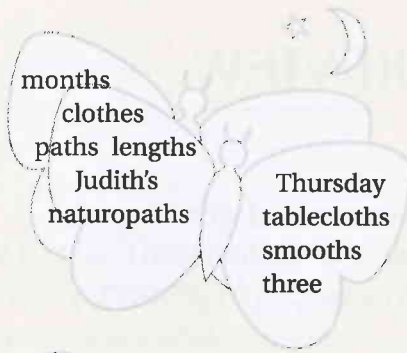 months
clothes
paths lengths
Judith's
naturopaths
Thursday
tablecloths
smooths
three